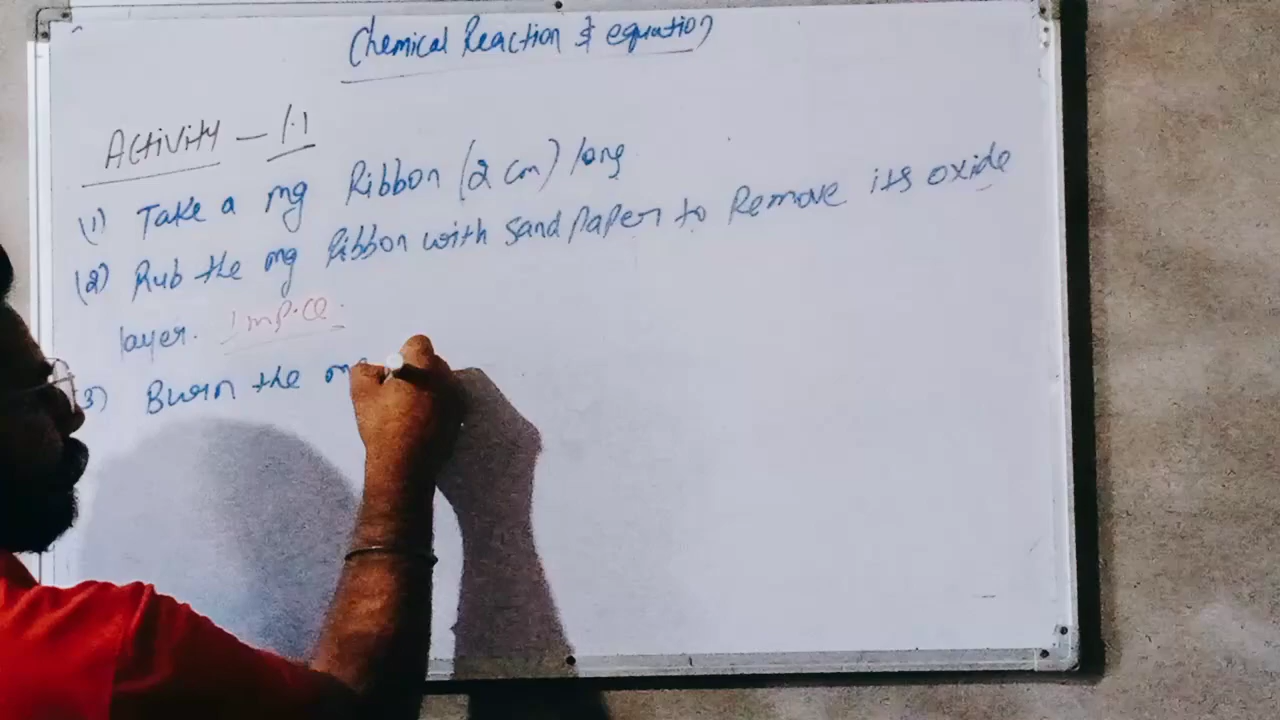 Chemical Reaction & equation
Activity - 1.1
(1) Take a mg Ribbon (2 cm) long
(2) Rub the mg Ribbon with sand paper to Remove its oxide
layer. Imp. Q.
3) Burn the mg